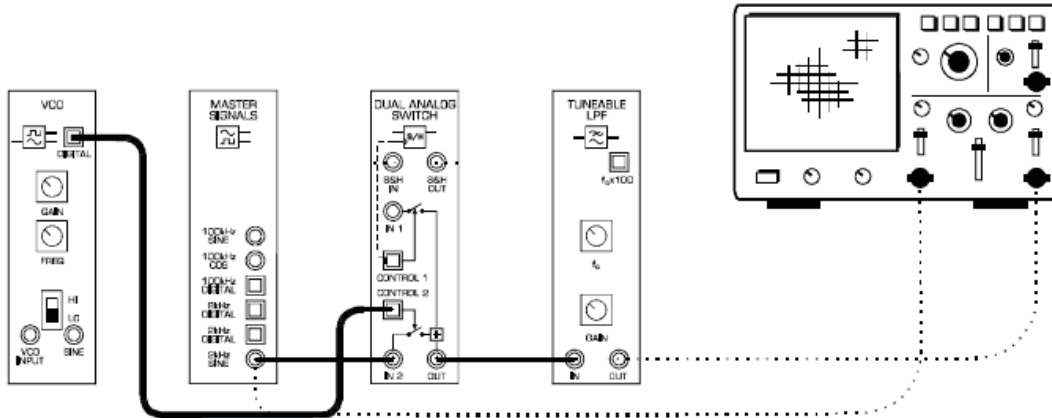 VCO
DIGITAL
GAIN
FREQ
HI
LO
VCO
INPUT
SINE
MASTER
SIGNALS
100kHz
SINE
100kHz
COS
100kHz
DIGITAL
8kHz
DIGITAL
2kHz
DIGITAL
2kHz
SINE
DUAL ANALOG
SWITCH
S/H
S&H
IN
S&H
OUT
IN 1
CONTROL 1
CONTROL 2
+
IN 2
OUT
TUNEABLE
LPF
fₒx100
fₒ
GAIN
IN
OUT